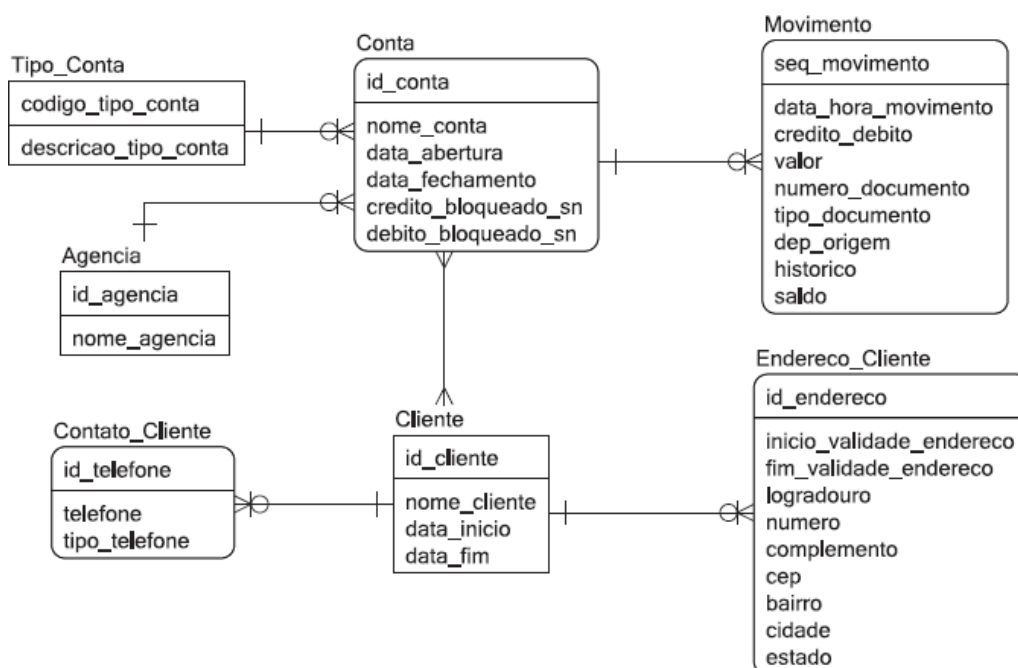 Tipo_Conta
codigo_tipo_conta
descricao_tipo_conta
Conta
id_conta
nome_conta
data_abertura
data_fechamento
credito_bloqueado_sn
debito_bloqueado_sn
Movimento
seq_movimento
data_hora_movimento
credito_debito
valor
numero_documento
tipo_documento
dep_origem
historico
saldo
Agencia
id_agencia
nome_agencia
Contato_Cliente
id_telefone
telefone
tipo_telefone
Cliente
id_cliente
nome_cliente
data_inicio
data_fim
Endereco_Cliente
id_endereco
inicio_validade_endereco
fim_validade_endereco
logradouro
numero
complemento
cep
bairro
cidade
estado